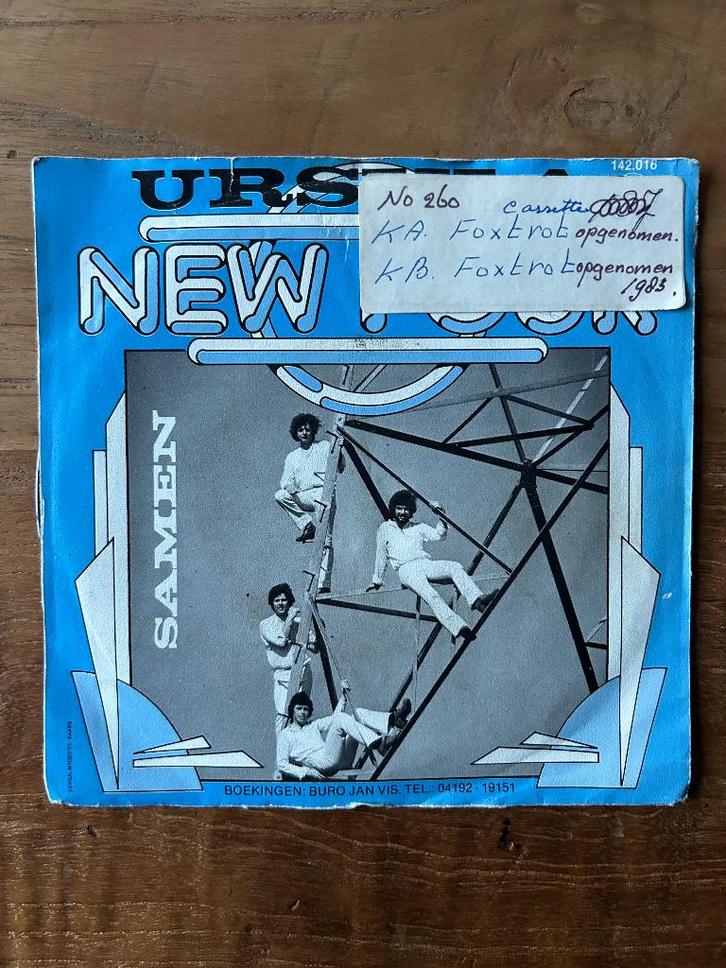 142.016
No 260 cassette
KA. Foxtrot opgenomen.
KB. Foxtrot opgenomen
1983.
NEW
SAMEN
BOEKINGEN: BURO JAN VIS. TEL.: 04192 - 19151